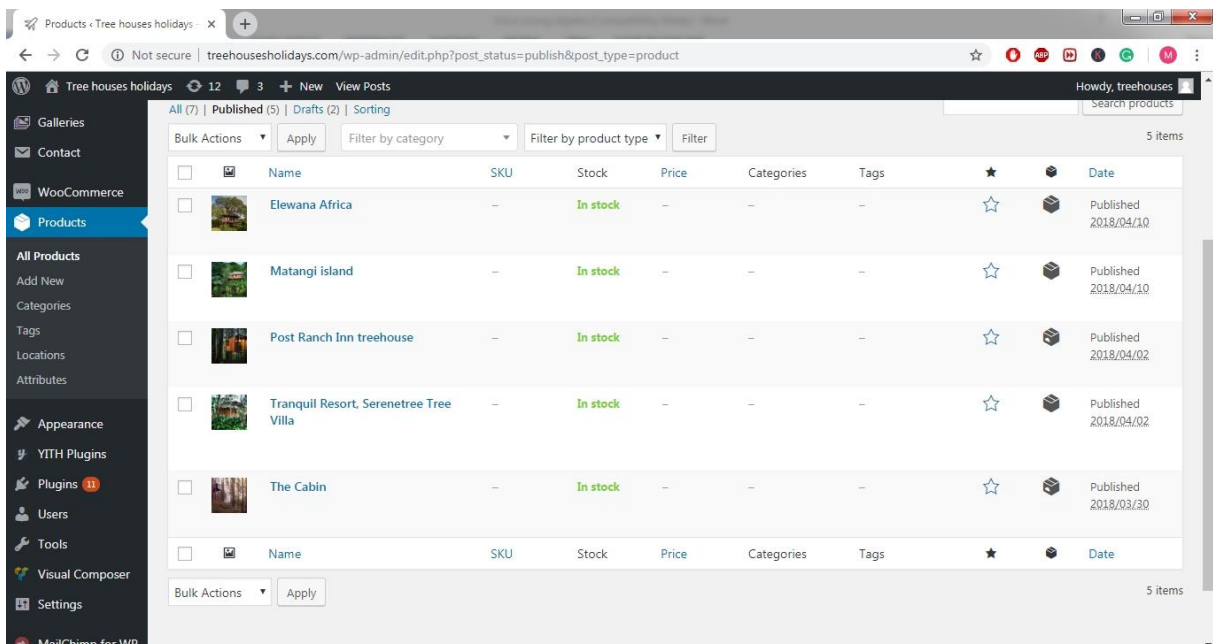 Products ‹ Tree houses holidays -
Not secure | treehousesholidays.com/wp-admin/edit.php?post_status=publish&post_type=product
ABP
K
G
M
Tree houses holidays 12 3 + New View Posts
Howdy, treehouses
Galleries
Contact
WooCommerce
Products
All Products
Add New
Categories
Tags
Locations
Attributes
Appearance
YITH Plugins
Plugins 11
Users
Tools
Visual Composer
Settings
MailChimp for WP
All (7) | Published (5) | Drafts (2) | Sorting
Search products
Bulk Actions Apply Filter by category Filter by product type Filter
5 items
Name SKU Stock Price Categories Tags Date
Elewana Africa – In stock – – – Published
2018/04/10
Matangi island – In stock – – – Published
2018/04/10
Post Ranch Inn treehouse – In stock – – – Published
2018/04/02
Tranquil Resort, Serenetree Tree – In stock – – – Published
Villa 2018/04/02
The Cabin – In stock – – – Published
2018/03/30
Name SKU Stock Price Categories Tags Date
Bulk Actions Apply
5 items